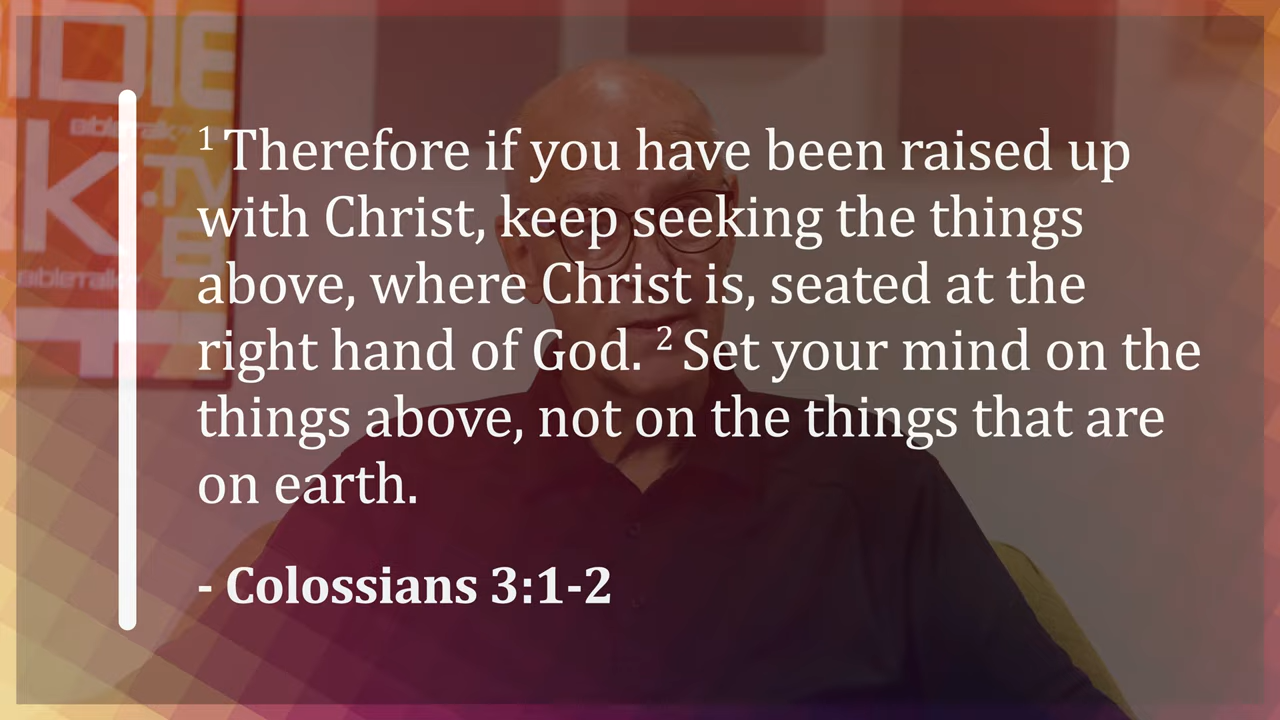 ¹ Therefore if you have been raised up
with Christ, keep seeking the things
above, where Christ is, seated at the
right hand of God. ² Set your mind on the
things above, not on the things that are
on earth.
- Colossians 3:1-2
.TV